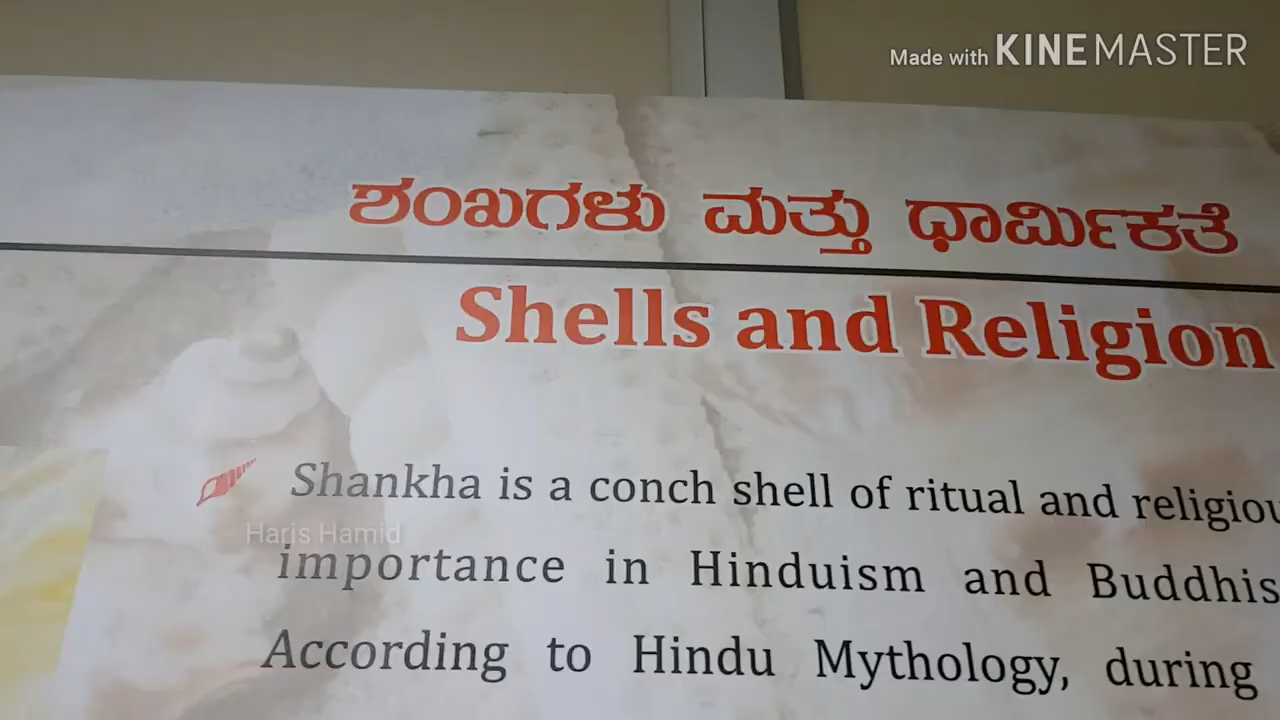 Made with KINEMASTER
ಶಂಖಗಳು ಮತ್ತು ಧಾರ್ಮಿಕತೆ
Shells and Religion
Shankha is a conch shell of ritual and religiou
Haris Hamid
importance in Hinduism and Buddhis
According to Hindu Mythology, during